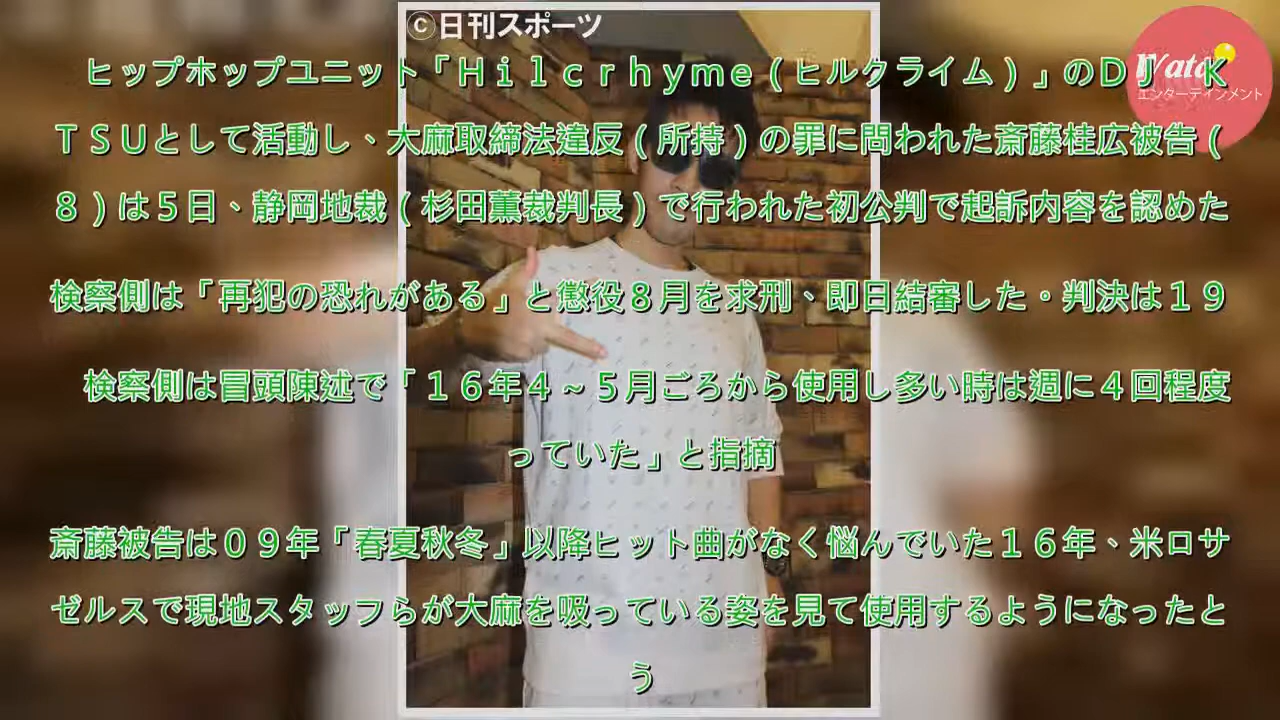 ©日刊スポーツ
Wata
エンターテインメント
ヒップホップユニット「Ｈｉｌｃｒｈｙｍｅ（ヒルクライム）」のＤＪ Ｋ
ＴＳＵとして活動し、大麻取締法違反（所持）の罪に問われた斎藤桂広被告（
８）は５日、静岡地裁（杉田薫裁判長）で行われた初公判で起訴内容を認めた
検察側は「再犯の恐れがある」と懲役８月を求刑、即日結審した・判決は１９
検察側は冒頭陳述で「１６年４～５月ごろから使用し多い時は週に４回程度
っていた」と指摘
斎藤被告は０９年「春夏秋冬」以降ヒット曲がなく悩んでいた１６年、米ロサ
ゼルスで現地スタッフらが大麻を吸っている姿を見て使用するようになったと
う